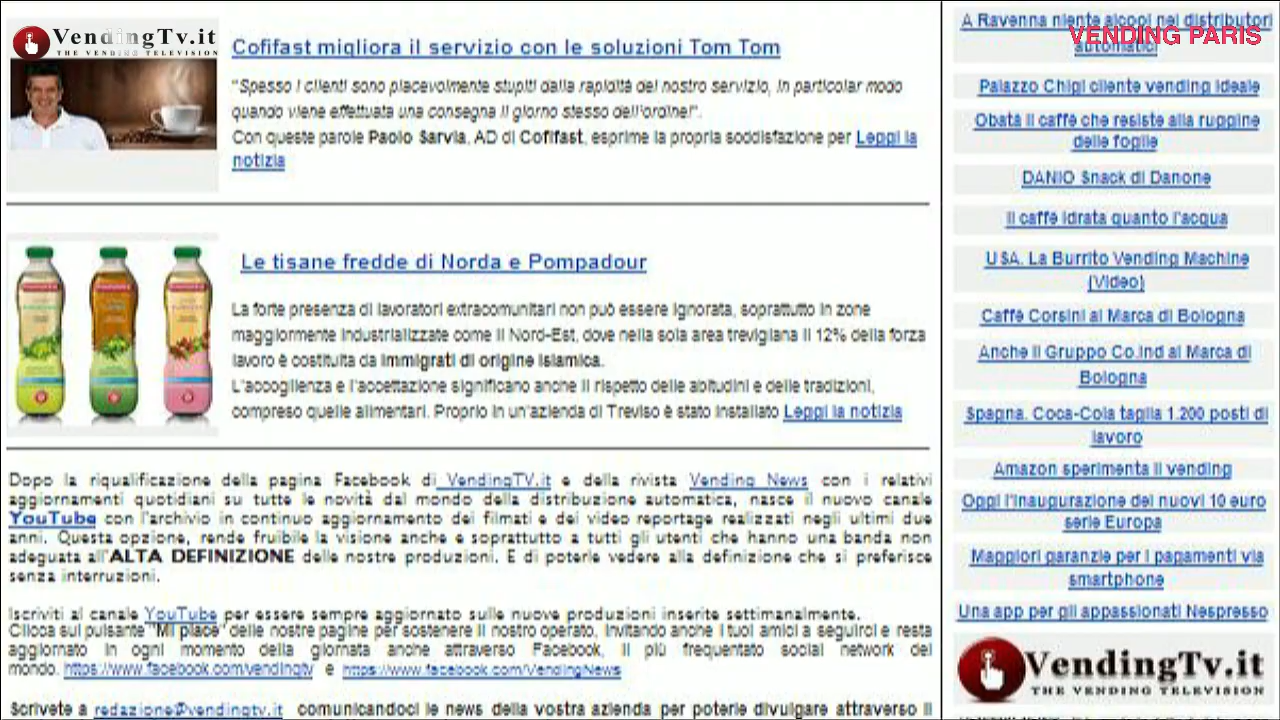 VendingTv.it
THE VENDING TELEVISION
Cofifast migliora il servizio con le soluzioni Tom Tom
"Spesso i clienti sono piacevolmente stupiti dalla rapidità del nostro servizio, in particolar modo
quando viene effettuata una consegna il giorno stesso dell'ordine!".
Con queste parole Paolo Sarvia, AD di Cofifast, esprime la propria soddisfazione per Leggi la
notizia
Le tisane fredde di Norda e Pompadour
La forte presenza di lavoratori extracomunitari non può essere ignorata, soprattutto in zone
maggiormente industrializzate come il Nord-Est, dove nella sola area trevigiana il 12% della forza
lavoro è costituita da immigrati di origine islamica.
L'accoglienza e l'accettazione significano anche il rispetto delle abitudini e delle tradizioni,
compreso quelle alimentari. Proprio in un'azienda di Treviso è stato installato Leggi la notizia
Dopo la riqualificazione della pagina Facebook di VendingTV.it e della rivista Vending News con i relativi
aggiornamenti quotidiani su tutte le novità dal mondo della distribuzione automatica, nasce il nuovo canale
YouTube con l'archivio in continuo aggiornamento dei filmati e dei video reportage realizzati negli ultimi due
anni. Questa opzione, rende fruibile la visione anche e soprattutto a tutti gli utenti che hanno una banda non
adeguata all'ALTA DEFINIZIONE delle nostre produzioni. E di poterle vedere alla definizione che si preferisce
senza interruzioni.
Iscriviti al canale YouTube per essere sempre aggiornato sulle nuove produzioni inserite settimanalmente.
Clicca sul pulsante "Mi piace" delle nostre pagine per sostenere il nostro operato, invitando anche i tuoi amici a seguirci e resta
aggiornato in ogni momento della giornata anche attraverso Facebook, il più frequentato social network del
mondo. https://www.facebook.com/vendingtv e https://www.facebook.com/VendingNews
Scrivete a redazione@vendingtv.it comunicandoci le news della vostra azienda per poterle divulgare attraverso il
A Ravenna niente alcool nei distributori
automatici
VENDING PARIS
Palazzo Chigi cliente vending ideale
Obatà il caffè che resiste alla ruggine
delle foglie
DANIO Snack di Danone
Il caffè idrata quanto l'acqua
USA. La Burrito Vending Machine
(Video)
Caffè Corsini al Marca di Bologna
Anche il Gruppo Co.ind al Marca di
Bologna
Spagna. Coca-Cola taglia 1.200 posti di
lavoro
Amazon sperimenta il vending
Oggi l'inaugurazione dei nuovi 10 euro
serie Europa
Maggiori garanzie per i pagamenti via
smartphone
Una app per gli appassionati Nespresso
VendingTv.it
THE VENDING TELEVISION